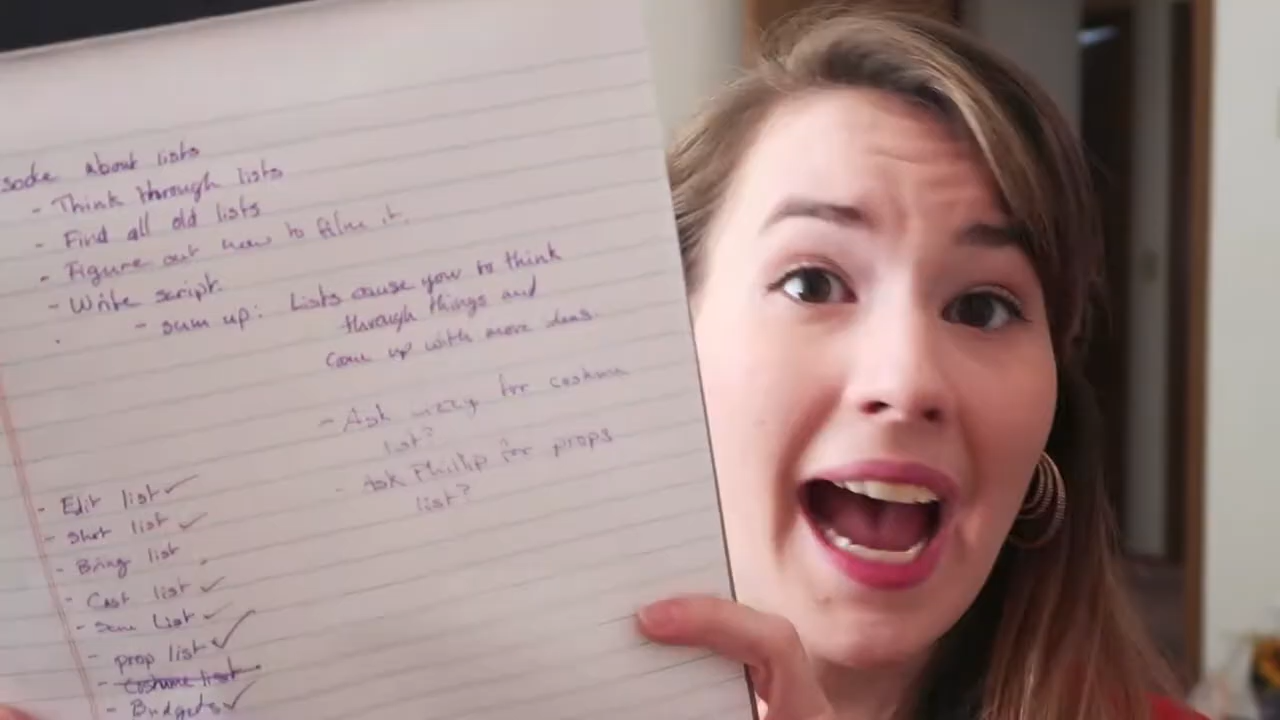 sode about lists
- Think through lists
- Find all old lists
- Figure out how to film it.
- Write script.
- sum up: Lists cause you to think
through things and
come up with more ideas.
- Ask for costume
list?
- Ask Phillip for props
list?
- Edit list ✓
- Shot list ✓
- Bring list
- Cast list ✓
- List ✓
- prop list ✓
- Costume list
- Budgets ✓